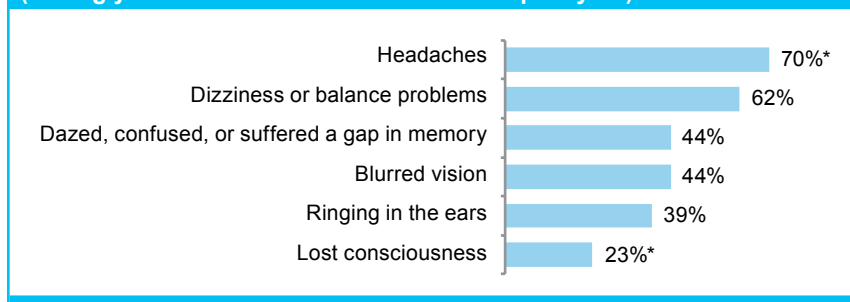 Headaches 70%*
Dizziness or balance problems 62%
Dazed, confused, or suffered a gap in memory 44%
Blurred vision 44%
Ringing in the ears 39%
Lost consciousness 23%*